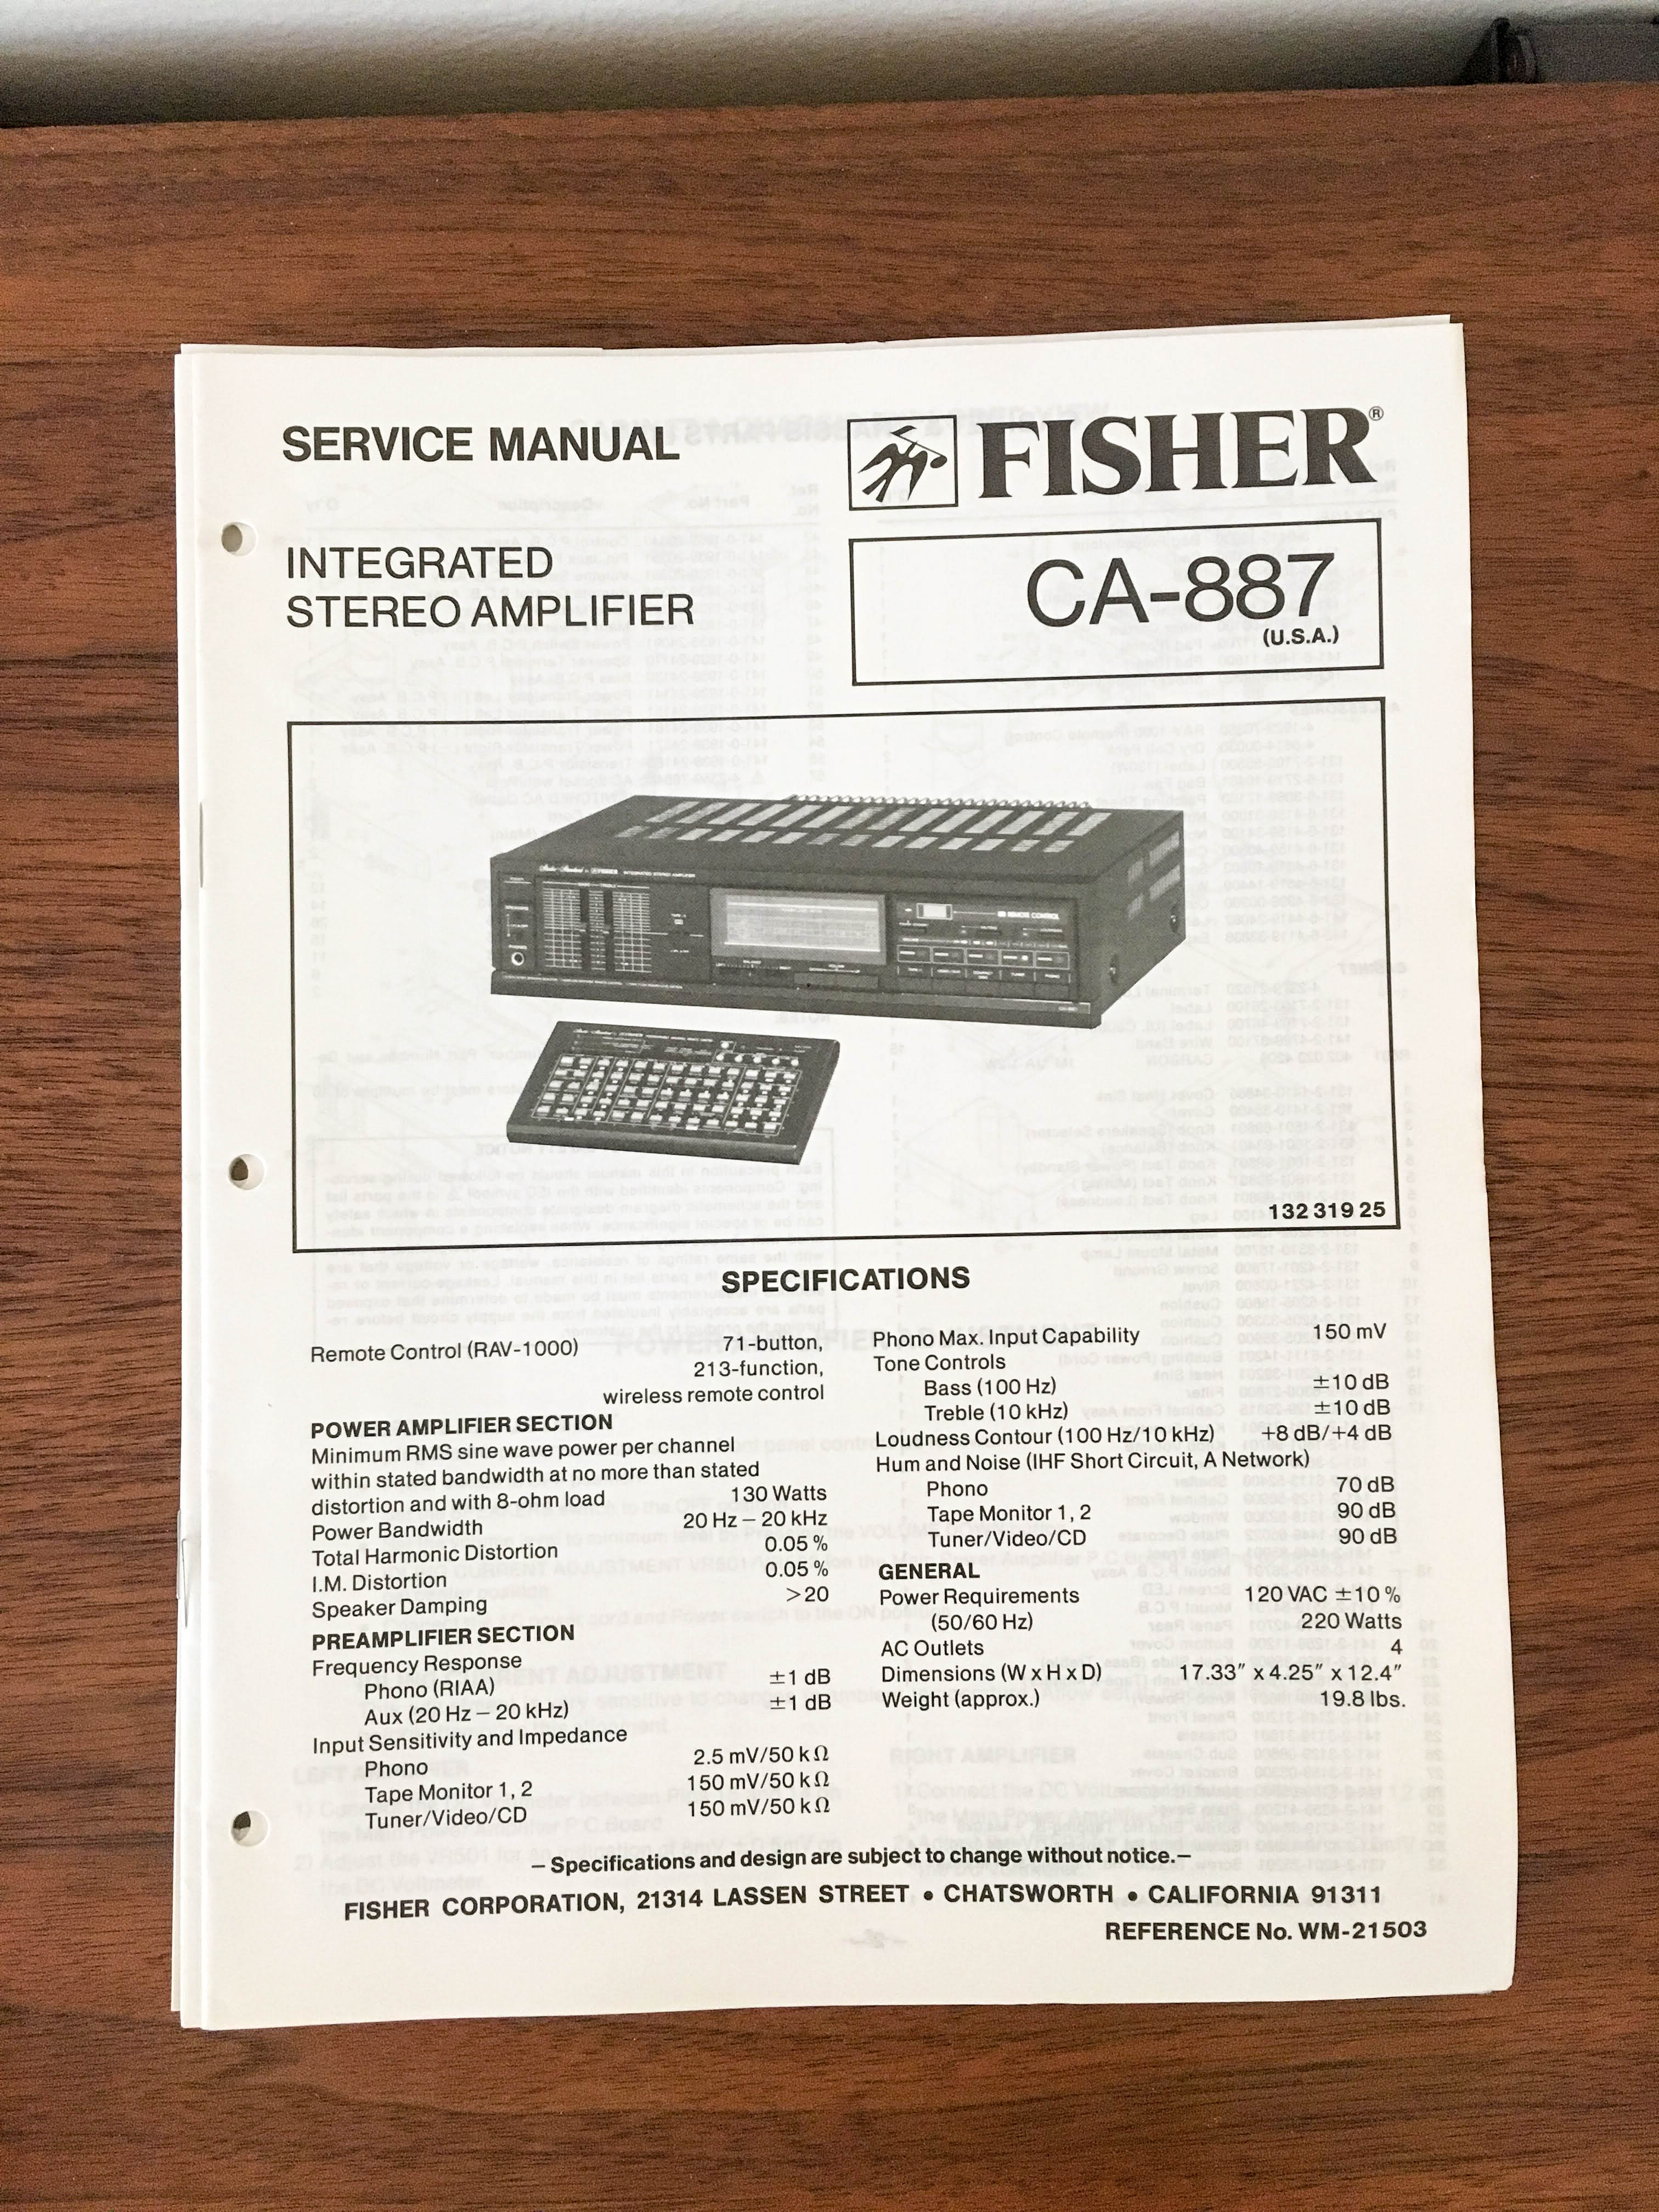 SERVICE MANUAL
FISHER®
INTEGRATED
STEREO AMPLIFIER
CA-887
(U.S.A.)
INTEGRATED STEREO AMPLIFIER
REMOTE CONTROL
132 319 25
SPECIFICATIONS
Remote Control (RAV-1000) 71-button,
213-function,
wireless remote control
POWER AMPLIFIER SECTION
Minimum RMS sine wave power per channel
within stated bandwidth at no more than stated
distortion and with 8-ohm load 130 Watts
Power Bandwidth 20 Hz – 20 kHz
Total Harmonic Distortion 0.05 %
I.M. Distortion 0.05 %
Speaker Damping >20
PREAMPLIFIER SECTION
Frequency Response
Phono (RIAA) ±1 dB
Aux (20 Hz – 20 kHz) ±1 dB
Input Sensitivity and Impedance
Phono 2.5 mV/50 kΩ
Tape Monitor 1, 2 150 mV/50 kΩ
Tuner/Video/CD 150 mV/50 kΩ
Phono Max. Input Capability 150 mV
Tone Controls
Bass (100 Hz) ±10 dB
Treble (10 kHz) ±10 dB
Loudness Contour (100 Hz/10 kHz) +8 dB/+4 dB
Hum and Noise (IHF Short Circuit, A Network)
Phono 70 dB
Tape Monitor 1, 2 90 dB
Tuner/Video/CD 90 dB
GENERAL
Power Requirements 120 VAC ±10 %
(50/60 Hz) 220 Watts
AC Outlets 4
Dimensions (W x H x D) 17.33″ x 4.25″ x 12.4″
Weight (approx.) 19.8 lbs.
– Specifications and design are subject to change without notice.–
FISHER CORPORATION, 21314 LASSEN STREET • CHATSWORTH • CALIFORNIA 91311
REFERENCE No. WM-21503